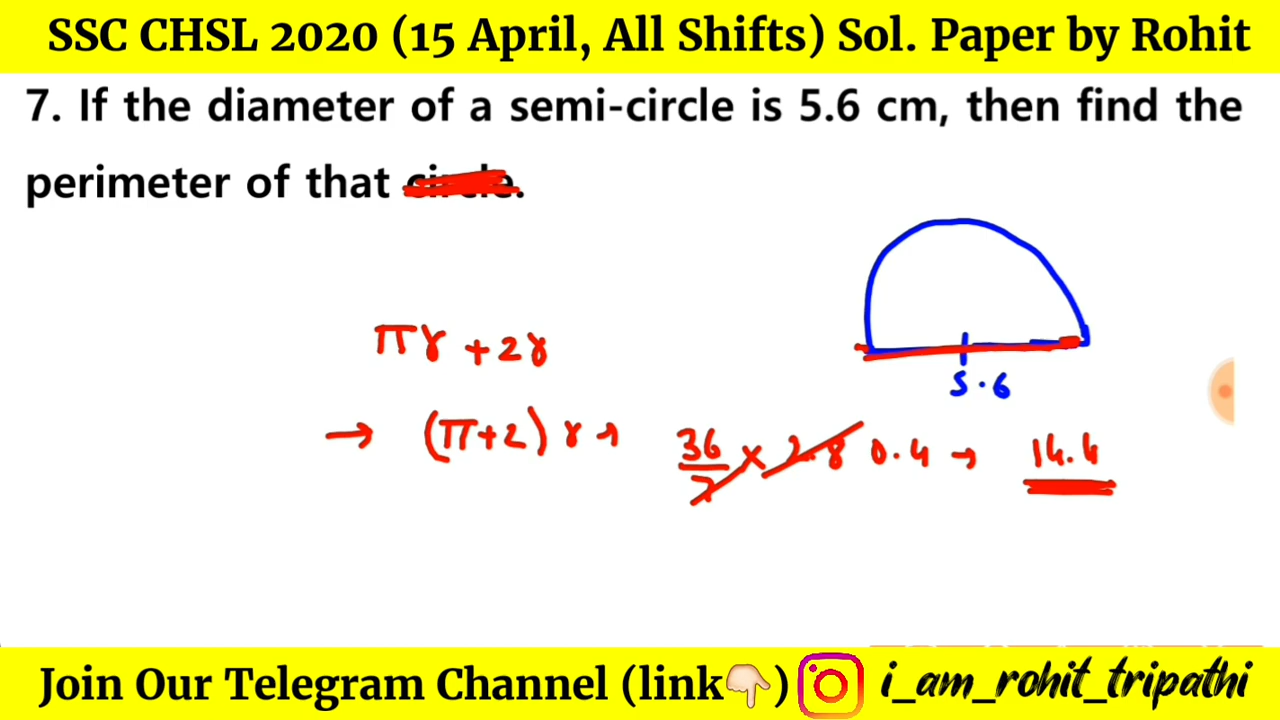 SSC CHSL 2020 (15 April, All Shifts) Sol. Paper by Rohit
7. If the diameter of a semi-circle is 5.6 cm, then find the
perimeter of that circle.
5.6
πr + 2r
→ (π+2) r → 36/7 × 2.8 0.4 → 14.4
Join Our Telegram Channel (link👇🏻) i_am_rohit_tripathi